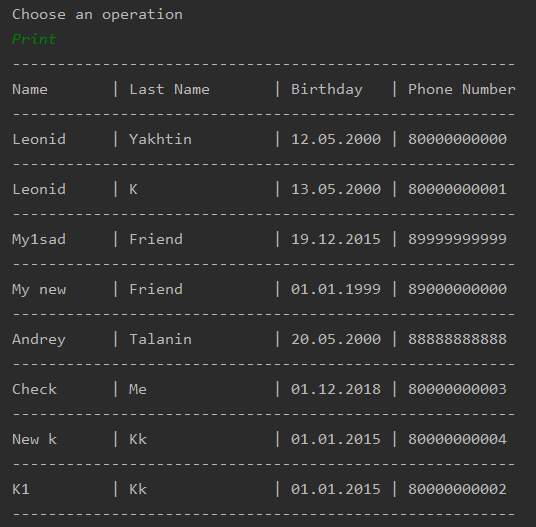 Choose an operation
Print
--------------------------------------------------------
Name       | Last Name       | Birthday   | Phone Number
--------------------------------------------------------
Leonid     | Yakhtin         | 12.05.2000 | 80000000000
--------------------------------------------------------
Leonid     | K               | 13.05.2000 | 80000000001
--------------------------------------------------------
My1sad     | Friend          | 19.12.2015 | 89999999999
--------------------------------------------------------
My new     | Friend          | 01.01.1999 | 89000000000
--------------------------------------------------------
Andrey     | Talanin         | 20.05.2000 | 88888888888
--------------------------------------------------------
Check      | Me              | 01.12.2018 | 80000000003
--------------------------------------------------------
New k      | Kk              | 01.01.2015 | 80000000004
--------------------------------------------------------
K1         | Kk              | 01.01.2015 | 80000000002
--------------------------------------------------------